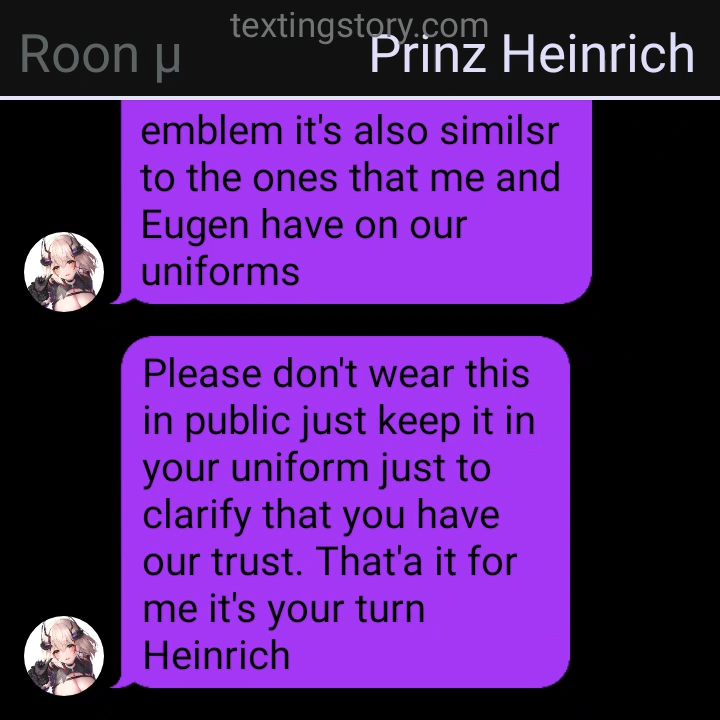 textingstory.com
Roon µ
Prinz Heinrich
emblem it's also similsr
to the ones that me and
Eugen have on our
uniforms
Please don't wear this
in public just keep it in
your uniform just to
clarify that you have
our trust. That'a it for
me it's your turn
Heinrich